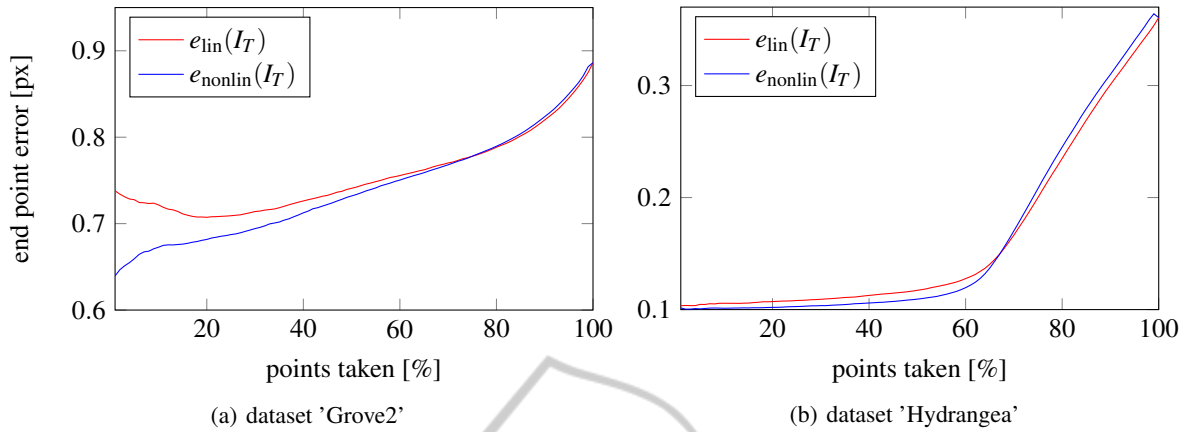 e_lin(I_T)
e_nonlin(I_T)
end point error [px]
0.9
0.8
0.7
0.6
20 40 60 80 100
points taken [%]
(a) dataset 'Grove2'
e_lin(I_T)
e_nonlin(I_T)
0.3
0.2
0.1
20 40 60 80 100
points taken [%]
(b) dataset 'Hydrangea'